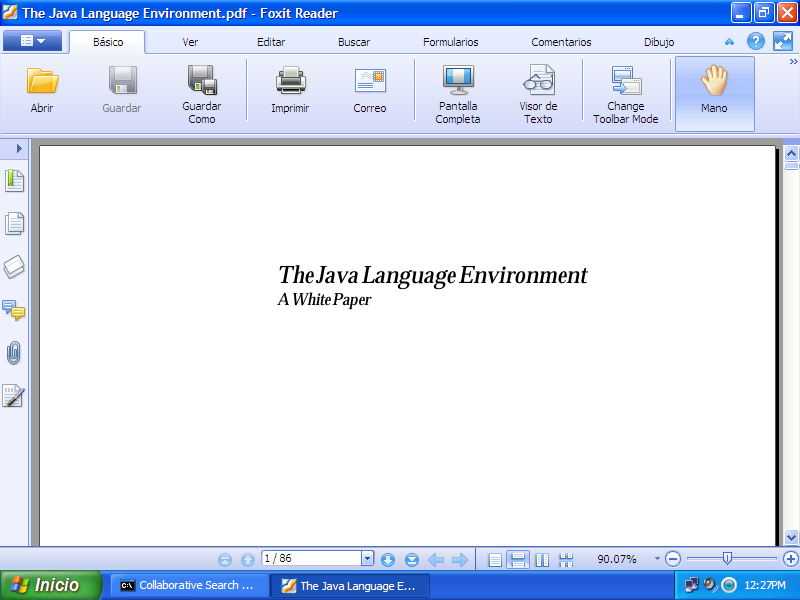 The Java Language Environment.pdf - Foxit Reader
Básico Ver Editar Buscar Formularios Comentarios Dibujo
Abrir Guardar Guardar Como Imprimir Correo Pantalla Completa Visor de Texto Change Toolbar Mode Mano
The Java Language Environment
A White Paper
1 / 86 90.07%
Inicio Collaborative Search ... The Java Language E... 12:27PM